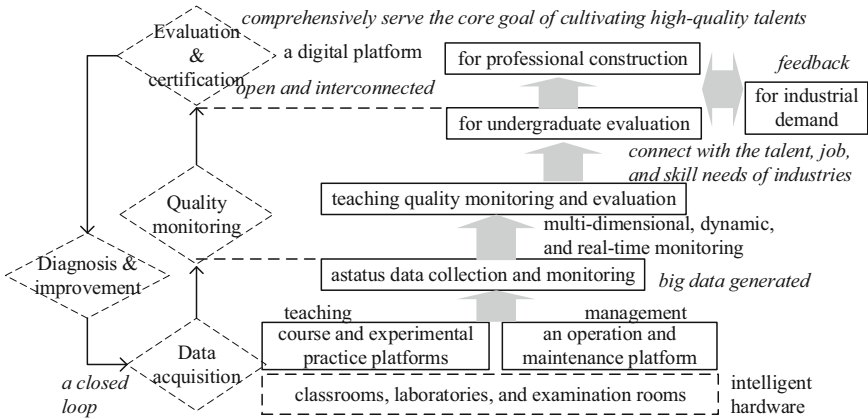 comprehensively serve the core goal of cultivating high-quality talents
Evaluation
&
certification
a digital platform
open and interconnected
for professional construction
feedback
for industrial
demand
for undergraduate evaluation
connect with the talent, job,
and skill needs of industries
teaching quality monitoring and evaluation
Quality
monitoring
multi-dimensional, dynamic,
and real-time monitoring
Diagnosis &
improvement
astatus data collection and monitoring
big data generated
teaching
management
course and experimental
practice platforms
an operation and
maintenance platform
Data
acquisition
a closed
loop
classrooms, laboratories, and examination rooms
intelligent
hardware